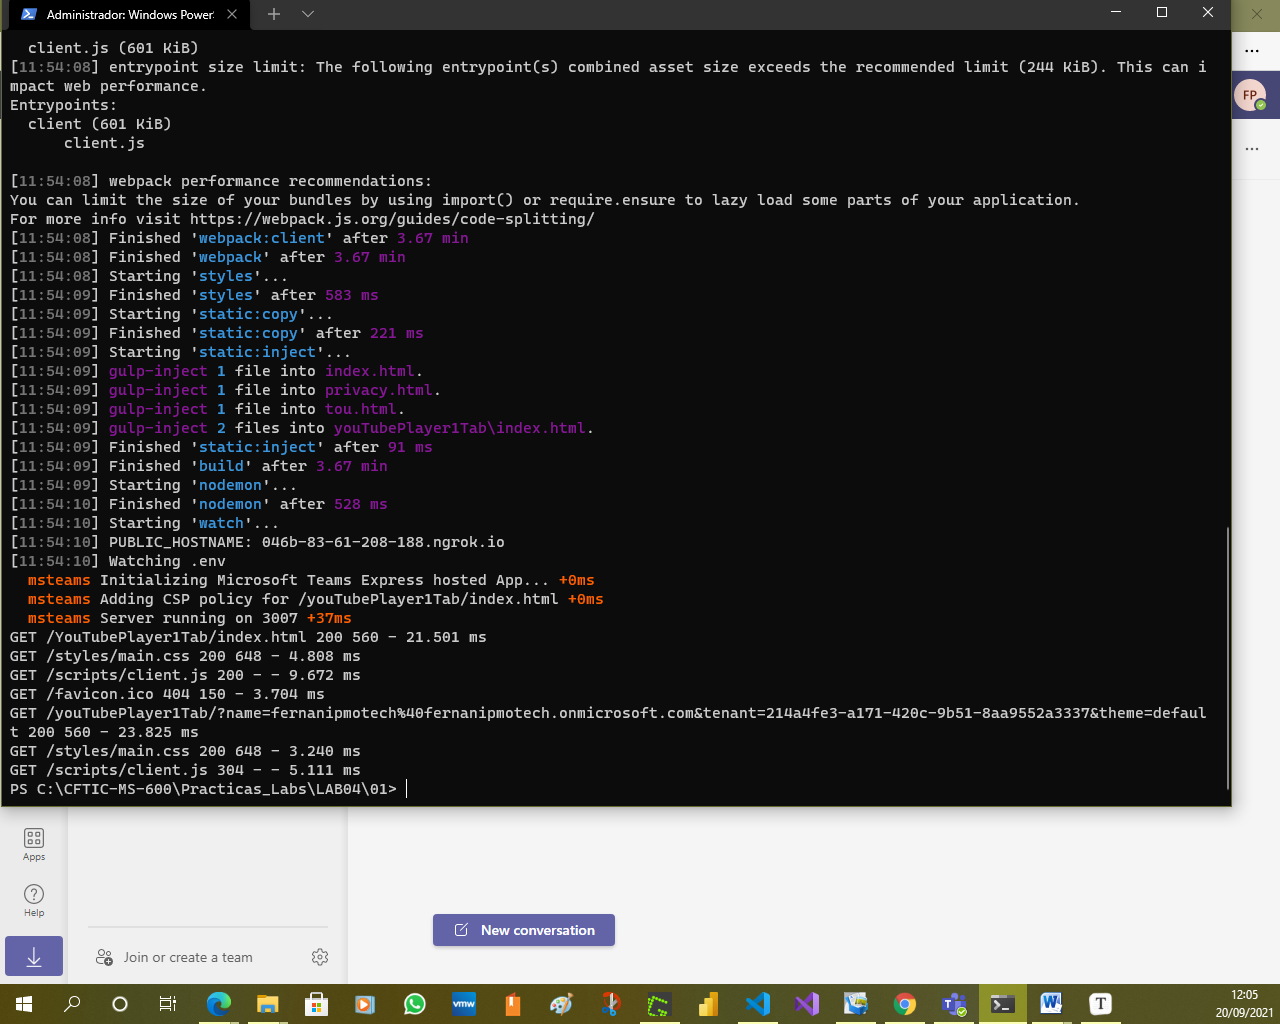 Administrador: Windows PowerS
client.js (601 KiB)
[11:54:08] entrypoint size limit: The following entrypoint(s) combined asset size exceeds the recommended limit (244 KiB). This can i
mpact web performance.
Entrypoints:
client (601 KiB)
client.js
[11:54:08] webpack performance recommendations:
You can limit the size of your bundles by using import() or require.ensure to lazy load some parts of your application.
For more info visit https://webpack.js.org/guides/code-splitting/
[11:54:08] Finished 'webpack:client' after 3.67 min
[11:54:08] Finished 'webpack' after 3.67 min
[11:54:08] Starting 'styles'...
[11:54:09] Finished 'styles' after 583 ms
[11:54:09] Starting 'static:copy'...
[11:54:09] Finished 'static:copy' after 221 ms
[11:54:09] Starting 'static:inject'...
[11:54:09] gulp-inject 1 file into index.html.
[11:54:09] gulp-inject 1 file into privacy.html.
[11:54:09] gulp-inject 1 file into tou.html.
[11:54:09] gulp-inject 2 files into youTubePlayer1Tab\index.html.
[11:54:09] Finished 'static:inject' after 91 ms
[11:54:09] Finished 'build' after 3.67 min
[11:54:09] Starting 'nodemon'...
[11:54:10] Finished 'nodemon' after 528 ms
[11:54:10] Starting 'watch'...
[11:54:10] PUBLIC_HOSTNAME: 046b-83-61-208-188.ngrok.io
[11:54:10] Watching .env
msteams Initializing Microsoft Teams Express hosted App... +0ms
msteams Adding CSP policy for /youTubePlayer1Tab/index.html +0ms
msteams Server running on 3007 +37ms
GET /YouTubePlayer1Tab/index.html 200 560 - 21.501 ms
GET /styles/main.css 200 648 - 4.808 ms
GET /scripts/client.js 200 - - 9.672 ms
GET /favicon.ico 404 150 - 3.704 ms
GET /youTubePlayer1Tab/?name=fernanipmotech%40fernanipmotech.onmicrosoft.com&tenant=214a4fe3-a171-420c-9b51-8aa9552a3337&theme=defaul
t 200 560 - 23.825 ms
GET /styles/main.css 200 648 - 3.240 ms
GET /scripts/client.js 304 - - 5.111 ms
PS C:\CFTIC-MS-600\Practicas_Labs\LAB04\01>
FP
Apps
Help
New conversation
Join or create a team
vmw
T
12:05
20/09/2021